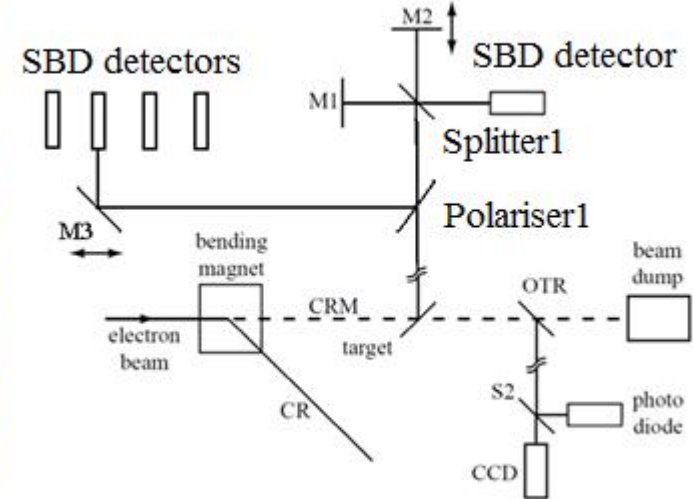 M2
SBD detectors
SBD detector
M1
Splitter1
Polariser1
M3
bending
magnet
beam
dump
OTR
CRM
electron
beam
target
S2
photo
diode
CR
CCD